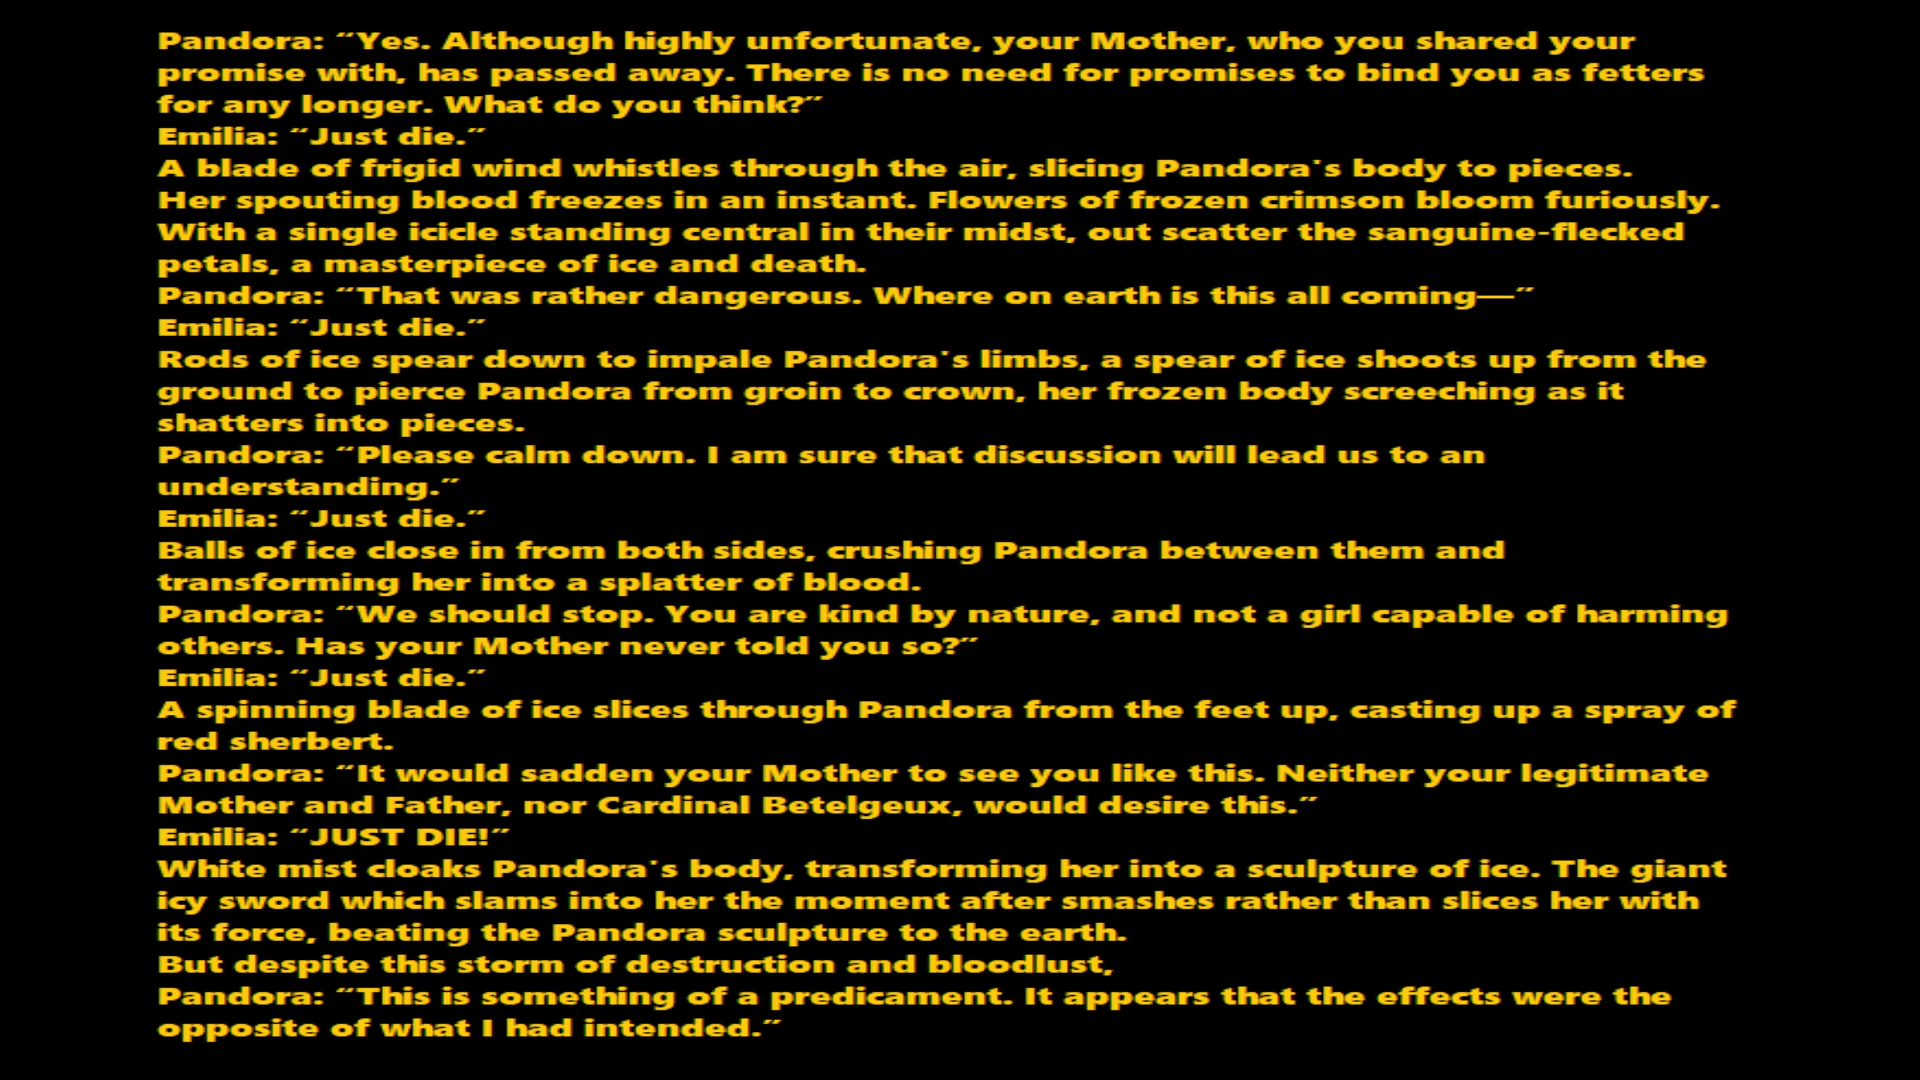 Pandora: “Yes. Although highly unfortunate, your Mother, who you shared your
promise with, has passed away. There is no need for promises to bind you as fetters
for any longer. What do you think?”
Emilia: “Just die.”
A blade of frigid wind whistles through the air, slicing Pandora's body to pieces.
Her spouting blood freezes in an instant. Flowers of frozen crimson bloom furiously.
With a single icicle standing central in their midst, out scatter the sanguine-flecked
petals, a masterpiece of ice and death.
Pandora: “That was rather dangerous. Where on earth is this all coming—”
Emilia: “Just die.”
Rods of ice spear down to impale Pandora's limbs, a spear of ice shoots up from the
ground to pierce Pandora from groin to crown, her frozen body screeching as it
shatters into pieces.
Pandora: “Please calm down. I am sure that discussion will lead us to an
understanding.”
Emilia: “Just die.”
Balls of ice close in from both sides, crushing Pandora between them and
transforming her into a splatter of blood.
Pandora: “We should stop. You are kind by nature, and not a girl capable of harming
others. Has your Mother never told you so?”
Emilia: “Just die.”
A spinning blade of ice slices through Pandora from the feet up, casting up a spray of
red sherbert.
Pandora: “It would sadden your Mother to see you like this. Neither your legitimate
Mother and Father, nor Cardinal Betelgeux, would desire this.”
Emilia: “JUST DIE!”
White mist cloaks Pandora's body, transforming her into a sculpture of ice. The giant
icy sword which slams into her the moment after smashes rather than slices her with
its force, beating the Pandora sculpture to the earth.
But despite this storm of destruction and bloodlust,
Pandora: “This is something of a predicament. It appears that the effects were the
opposite of what I had intended.”